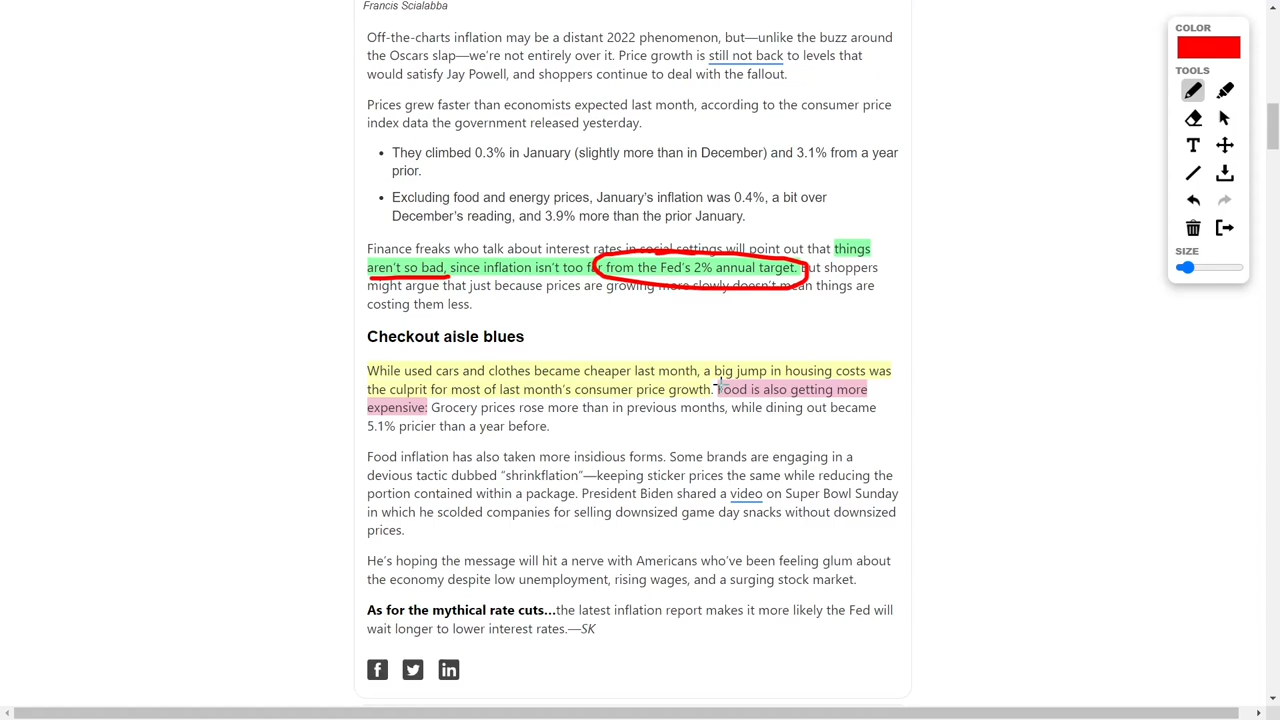 Francis Scialabba
COLOR
Off-the-charts inflation may be a distant 2022 phenomenon, but—unlike the buzz around
the Oscars slap—we’re not entirely over it. Price growth is still not back to levels that
would satisfy Jay Powell, and shoppers continue to deal with the fallout.
TOOLS
Prices grew faster than economists expected last month, according to the consumer price
index data the government released yesterday.
• They climbed 0.3% in January (slightly more than in December) and 3.1% from a year
prior.
T
• Excluding food and energy prices, January’s inflation was 0.4%, a bit over
December’s reading, and 3.9% more than the prior January.
SIZE
Finance freaks who talk about interest rates in social settings will point out that things
aren’t so bad, since inflation isn’t too far from the Fed’s 2% annual target. But shoppers
might argue that just because prices are growing more slowly doesn’t mean things are
costing them less.
Checkout aisle blues
While used cars and clothes became cheaper last month, a big jump in housing costs was
the culprit for most of last month’s consumer price growth. Food is also getting more
expensive: Grocery prices rose more than in previous months, while dining out became
5.1% pricier than a year before.
Food inflation has also taken more insidious forms. Some brands are engaging in a
devious tactic dubbed “shrinkflation”—keeping sticker prices the same while reducing the
portion contained within a package. President Biden shared a video on Super Bowl Sunday
in which he scolded companies for selling downsized game day snacks without downsized
prices.
He’s hoping the message will hit a nerve with Americans who’ve been feeling glum about
the economy despite low unemployment, rising wages, and a surging stock market.
As for the mythical rate cuts…the latest inflation report makes it more likely the Fed will
wait longer to lower interest rates.—SK